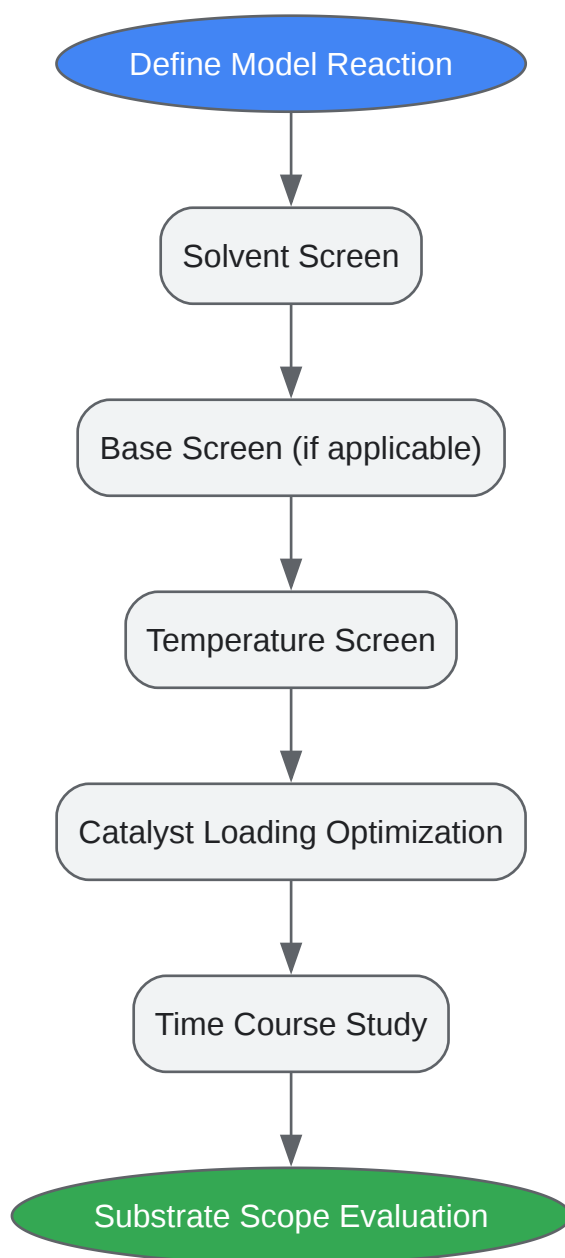 Define Model Reaction
Solvent Screen
Base Screen (if applicable)
Temperature Screen
Catalyst Loading Optimization
Time Course Study
Substrate Scope Evaluation